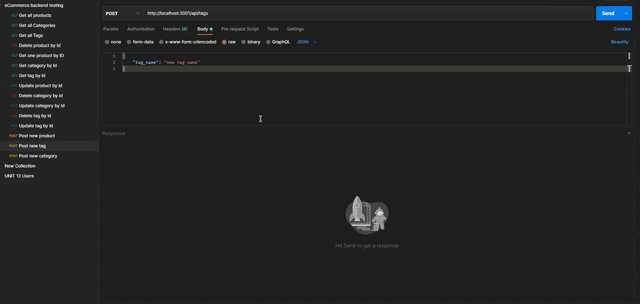 eCommerce backend testing
GET Get all products
GET Get all Categories
GET Get all Tags
DEL Delete product by Id
GET Get one product by ID
GET Get category by Id
GET Get tag by Id
Update product by Id
DEL Delete category by Id
Update category by Id
DEL Delete tag by Id
Update tag by Id
POST Post new product
POST Post new tag
POST Post new category
New Collection
UNIT 12 Users
POST
http://localhost:3001/api/tags
Send
Params Authorization Headers Body Pre-request Script Tests Settings
Cookies
none form-data x-www-form-urlencoded raw binary GraphQL JSON
Beautify
1 {
2 "tag_name": "new tag name"
3 }
Response
Hit Send to get a response